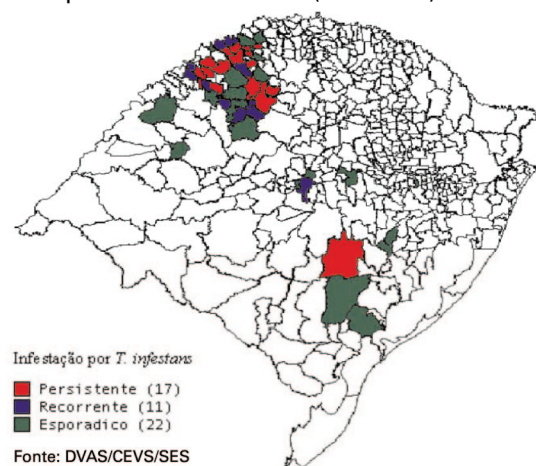 Infestação por T. infestans
Persistente (17)
Recorrente (11)
Esporadico (22)
Fonte: DVAS/CEVS/SES